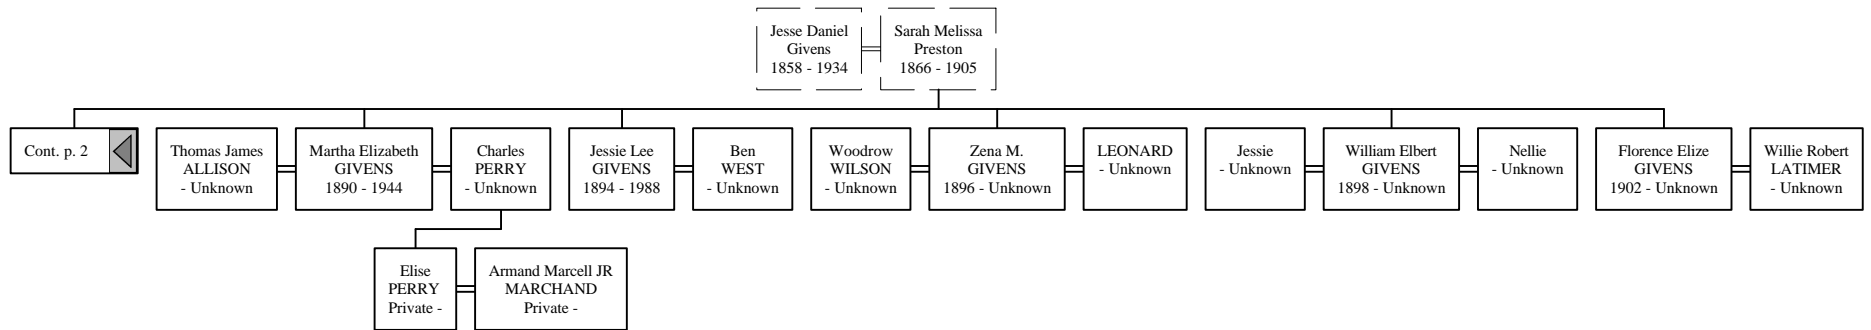 Jesse Daniel
Givens
1858 - 1934
Sarah Melissa
Preston
1866 - 1905
Cont. p. 2
Thomas James
ALLISON
- Unknown
Martha Elizabeth
GIVENS
1890 - 1944
Charles
PERRY
- Unknown
Jessie Lee
GIVENS
1894 - 1988
Ben
WEST
- Unknown
Woodrow
WILSON
- Unknown
Zena M.
GIVENS
1896 - Unknown
LEONARD
- Unknown
Jessie
- Unknown
William Elbert
GIVENS
1898 - Unknown
Nellie
- Unknown
Florence Elize
GIVENS
1902 - Unknown
Willie Robert
LATIMER
- Unknown
Elise
PERRY
Private -
Armand Marcell JR
MARCHAND
Private -